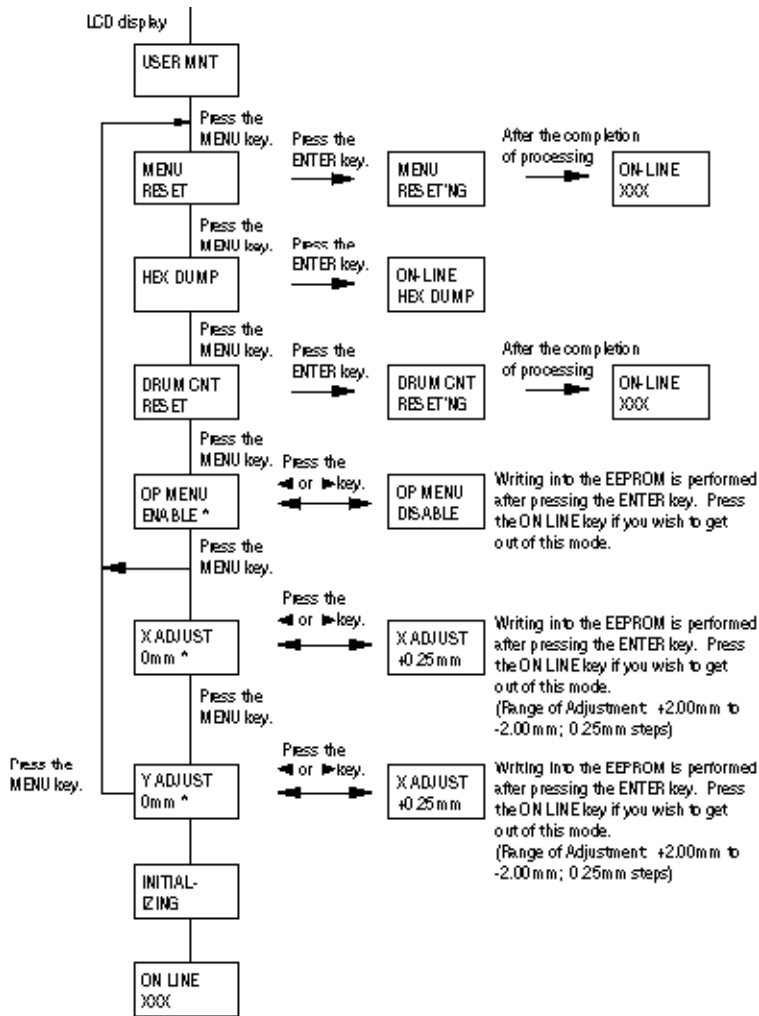 LCD display
USER MNT
Press the
MENU key.
Press the
ENTER key.
After the completion
of processing
MENU
RESET
MENU
RESET'NG
ON-LINE
XXX
Press the
MENU key.
Press the
ENTER key.
HEX DUMP
ON-LINE
HEX DUMP
Press the
MENU key.
Press the
ENTER key.
After the completion
of processing
DRUM CNT
RESET
DRUM CNT
RESET'NG
ON-LINE
XXX
Press the
MENU key.
Press the
◄ or ►key.
OP MENU
ENABLE *
OP MENU
DISABLE
Writing into the EEPROM is performed
after pressing the ENTER key. Press
the ON LINE key if you wish to get
out of this mode.
Press the
MENU key.
Press the
◄ or ►key.
X ADJUST
0mm *
X ADJUST
+0.25mm
Writing into the EEPROM is performed
after pressing the ENTER key. Press
the ON LINE key if you wish to get
out of this mode.
(Range of Adjustment: +2.00mm to
-2.00mm; 0.25mm steps)
Press the
MENU key.
Press the
MENU key.
Press the
◄ or ►key.
Y ADJUST
0mm *
X ADJUST
+0.25mm
Writing into the EEPROM is performed
after pressing the ENTER key. Press
the ON LINE key if you wish to get
out of this mode.
(Range of Adjustment: +2.00mm to
-2.00mm; 0.25mm steps)
INITIAL-
IZING
ON LINE
XXX